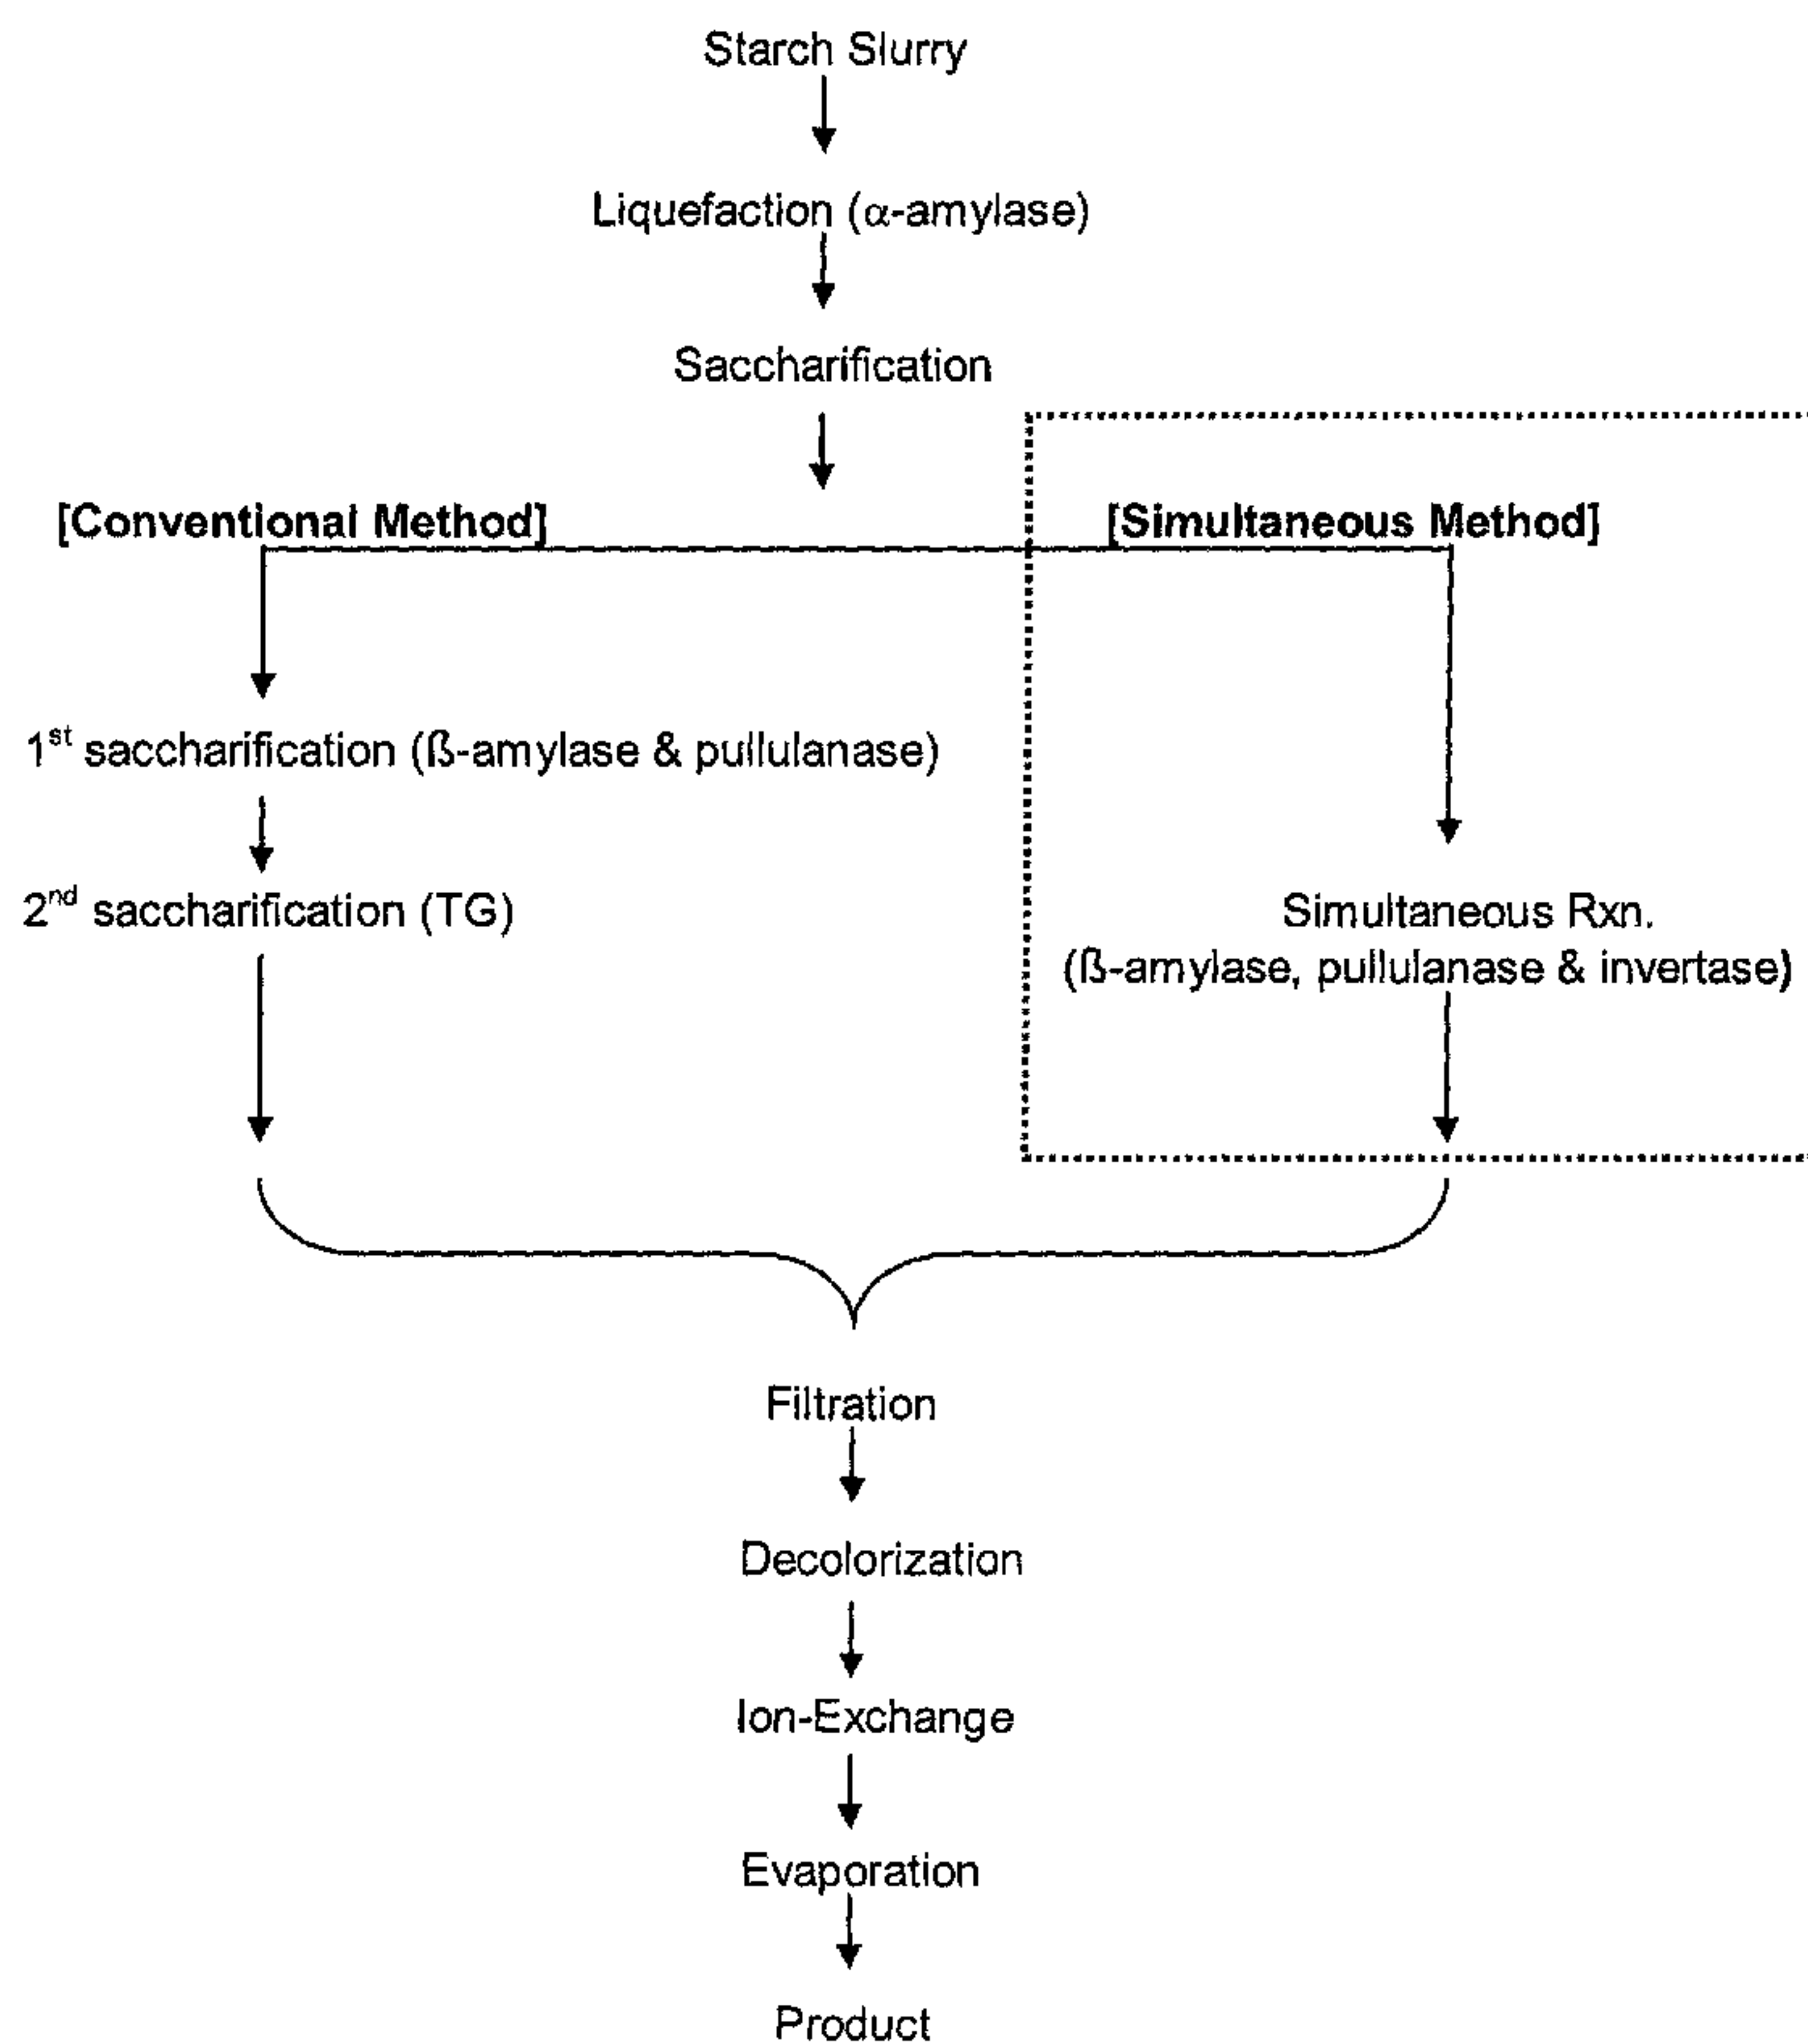 Starch Slurry
Liquefaction (α-amylase)
Saccharification
[Conventional Method]
[Simultaneous Method]
1st saccharification (ß-amylase & pullulanase)
2nd saccharification (TG)
Simultaneous Rxn.
(ß-amylase, pullulanase & invertase)
Filtration
Decolorization
Ion-Exchange
Evaporation
Product